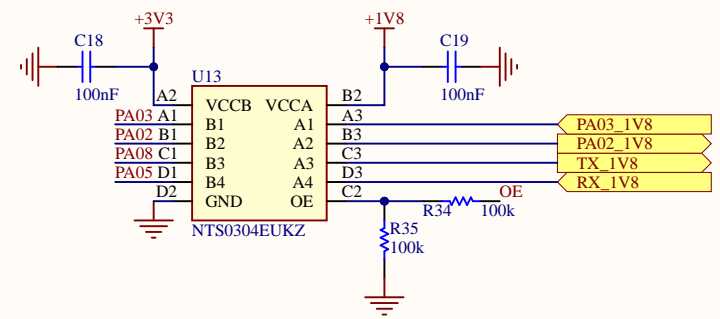 +3V3
+1V8
C18
C19
100nF
U13
100nF
A2
VCCB
VCCA
B2
PA03
A1
B1
A1
A3
PA03_1V8
PA02
B1
B2
A2
B3
PA02_1V8
PA08
C1
B3
A3
C3
TX_1V8
PA05
D1
B4
A4
D3
RX_1V8
D2
GND
OE
C2
OE
R34
100k
NTS0304EUKZ
R35
100k